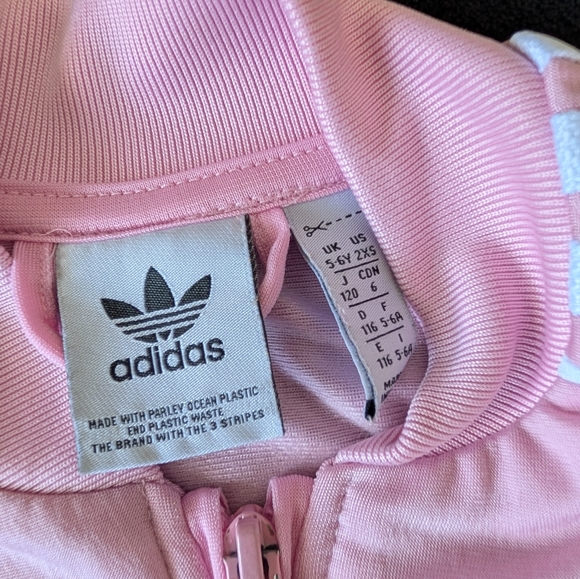 adidas
MADE WITH PARLEY OCEAN PLASTIC
END PLASTIC WASTE
THE BRAND WITH THE 3 STRIPES
UK US
5-6Y 2XS
J CDN
120 6
D F
116 5-6A
E I
116 5-6A